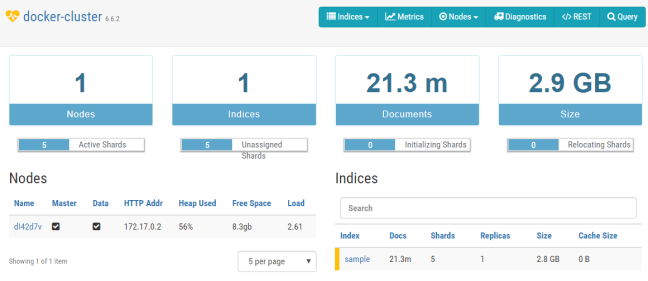 docker-cluster 6.6.2
Indices Metrics Nodes Diagnostics </> REST Query
1 1 21.3 m 2.9 GB
Nodes Indices Documents Size
5 Active Shards 5 Unassigned Shards 0 Initializing Shards 0 Relocating Shards
Nodes
Name Master Data HTTP Addr Heap Used Free Space Load
dl42d7v 172.17.0.2 56% 8.3gb 2.61
Showing 1 of 1 item 5 per page
Indices
Search
Index Docs Shards Replicas Size Cache Size
sample 21.3m 5 1 2.8 GB 0 B